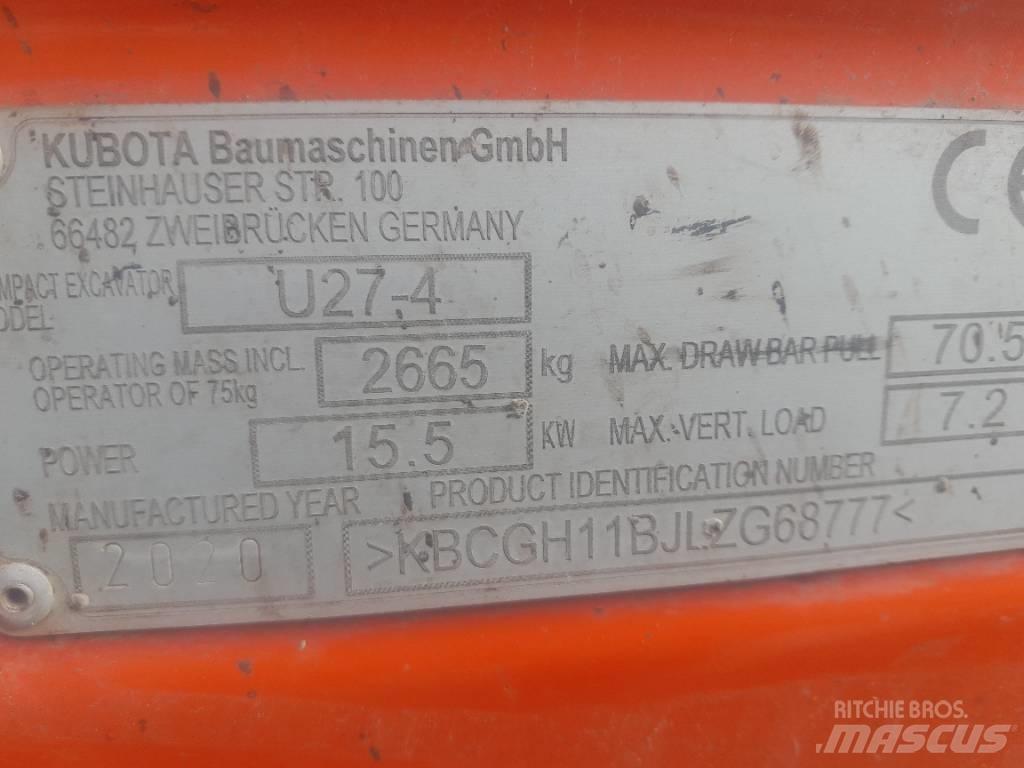 KUBOTA Baumaschinen GmbH
STEINHAUSER STR. 100
66482 ZWEIBRÜCKEN GERMANY
CE
EXCAVATOR U27-4
OPERATING MASS INCL.
OPERATOR OF 75kg 2665 kg MAX. DRAW BAR PULL 70.5
POWER 15.5 KW MAX. VERT. LOAD 7.2
MANUFACTURED YEAR PRODUCT IDENTIFICATION NUMBER
2020 >KBCGH11BJLZG68777<
RITCHIE BROS.
MASCUS